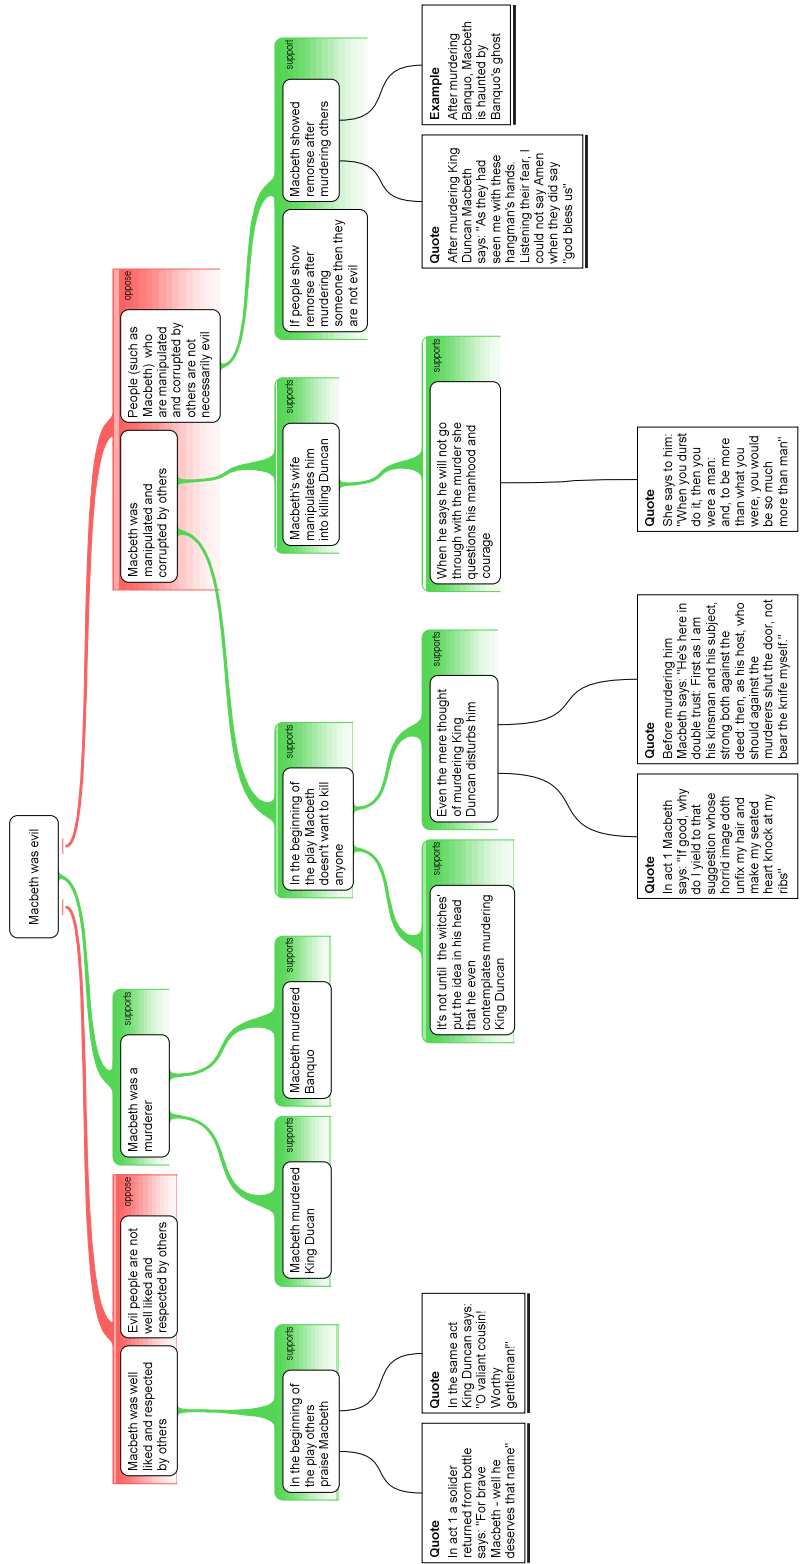 Macbeth was evil
Macbeth was well
liked and respected
by others
Evil people are not
well liked and
respected by others
oppose
Macbeth was a
murderer
supports
Macbeth was
manipulated and
corrupted by others
People (such as
Macbeth) who
are manipulated
and corrupted by
others are not
necessarily evil
oppose
In the beginning of
the play others
praise Macbeth
supports
Macbeth murdered
King Ducan
supports
Macbeth murdered
Banquo
supports
In the beginning of
the play Macbeth
doesn't want to kill
anyone
supports
Macbeth's wife
manipulates him
into killing Duncan
supports
If people show
remorse after
murdering
someone then they
are not evil
Macbeth showed
remorse after
murdering others
support
Quote
In act 1 a solider
returned from bottle
says: "For brave
Macbeth - well he
deserves that name"
Quote
In the same act
King Duncan says:
"O valiant cousin!
Worthy
gentleman!"
It's not until the witches'
put the idea in his head
that he even
contemplates murdering
King Duncan
supports
Even the mere thought
of murdering King
Duncan disturbs him
supports
When he says he will not go
through with the murder she
questions his manhood and
courage
supports
Quote
After murdering King
Duncan Macbeth
says: "As they had
seen me with these
hangman's hands.
Listening their fear, I
could not say Amen
when they did say
"god bless us"
Example
After murdering
Banquo, Macbeth
is haunted by
Banquo's ghost
Quote
In act 1 Macbeth
says: "If good, why
do I yield to that
suggestion whose
horrid image doth
unfix my hair and
make my seated
heart knock at my
ribs"
Quote
Before murdering him
Macbeth says: "He's here in
double trust: First as I am
his kinsman and his subject,
strong both against the
deed: then, as his host, who
should against the
murderers shut the door, not
bear the knife myself."
Quote
She says to him:
"When you durst
do it, then you
were a man:
and, to be more
than what you
were, you would
be so much
more than man"